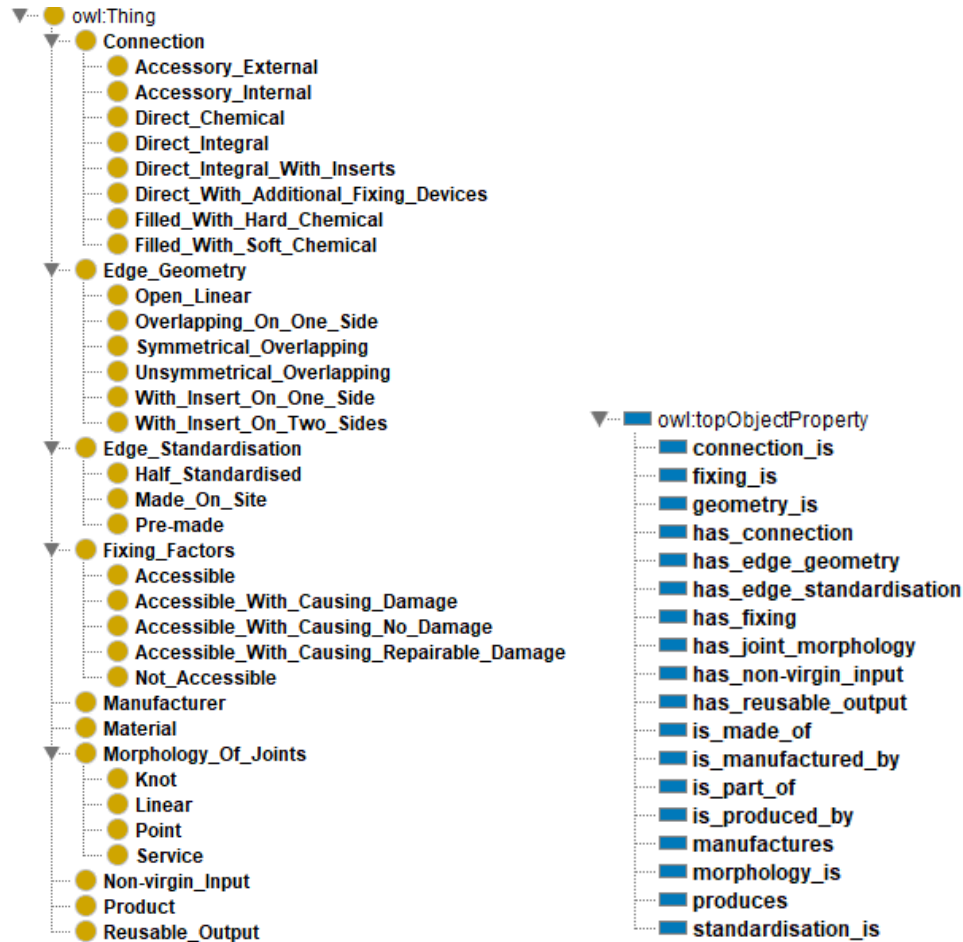 owl:Thing
Connection
Accessory_External
Accessory_Internal
Direct_Chemical
Direct_Integral
Direct_Integral_With_Inserts
Direct_With_Additional_Fixing_Devices
Filled_With_Hard_Chemical
Filled_With_Soft_Chemical
Edge_Geometry
Open_Linear
Overlapping_On_One_Side
Symmetrical_Overlapping
Unsymmetrical_Overlapping
With_Insert_On_One_Side
With_Insert_On_Two_Sides
Edge_Standardisation
Half_Standardised
Made_On_Site
Pre-made
Fixing_Factors
Accessible
Accessible_With_Causing_Damage
Accessible_With_Causing_No_Damage
Accessible_With_Causing_Repairable_Damage
Not_Accessible
Manufacturer
Material
Morphology_Of_Joints
Knot
Linear
Point
Service
Non-virgin_Input
Product
Reusable_Output
owl:topObjectProperty
connection_is
fixing_is
geometry_is
has_connection
has_edge_geometry
has_edge_standardisation
has_fixing
has_joint_morphology
has_non-virgin_input
has_reusable_output
is_made_of
is_manufactured_by
is_part_of
is_produced_by
manufactures
morphology_is
produces
standardisation_is